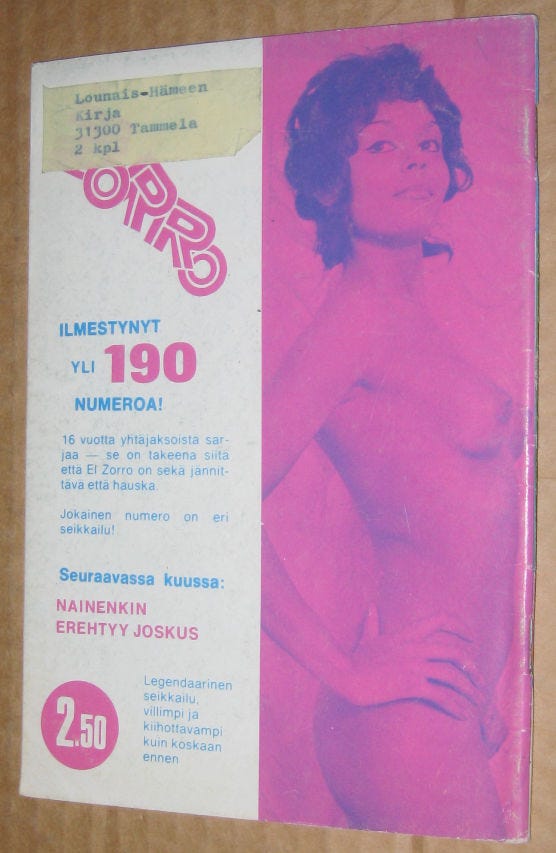 Lounais-Hämeen
Kirja
31300 Tammela
2 kpl
ORRO
ILMESTYNYT
YLI 190
NUMEROA!
16 vuotta yhtäjaksoista sar-
jaa — se on takeena siitä
että El Zorro on sekä jännit-
tävä että hauska.
Jokainen numero on eri
seikkailu!
Seuraavassa kuussa:
NAINENKIN
EREHTYY JOSKUS
2.50
Legendaarinen
seikkailu,
villimpi ja
kiihottavampi
kuin koskaan
ennen